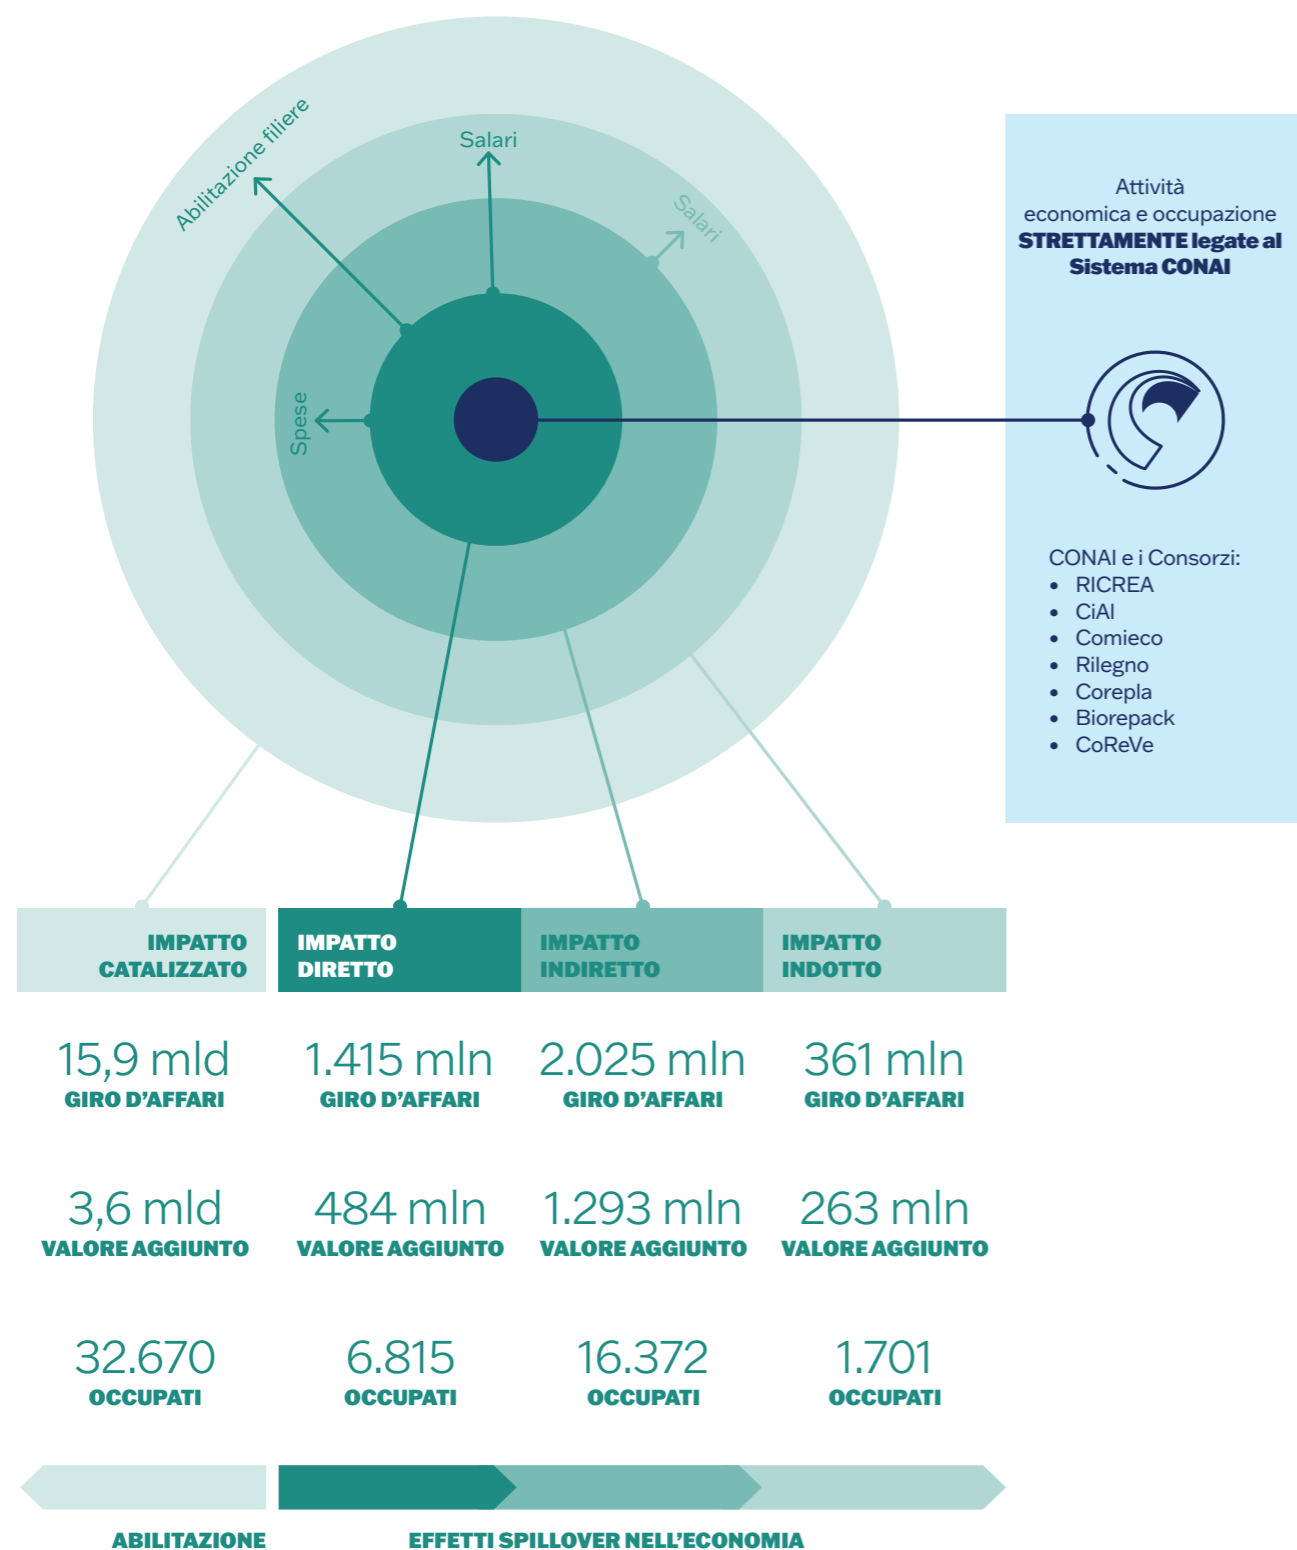 Abilitazione filiere
Salari
Salari
Spese
Attività
economica e occupazione
STRETTAMENTE legate al
Sistema CONAI
CONAI e i Consorzi:
• RICREA
• CiAl
• Comieco
• Rilegno
• Corepla
• Biorepack
• CoReVe
IMPATTO
CATALIZZATO
IMPATTO
DIRETTO
IMPATTO
INDIRETTO
IMPATTO
INDOTTO
15,9 mld
GIRO D’AFFARI
1.415 mln
GIRO D’AFFARI
2.025 mln
GIRO D’AFFARI
361 mln
GIRO D’AFFARI
3,6 mld
VALORE AGGIUNTO
484 mln
VALORE AGGIUNTO
1.293 mln
VALORE AGGIUNTO
263 mln
VALORE AGGIUNTO
32.670
OCCUPATI
6.815
OCCUPATI
16.372
OCCUPATI
1.701
OCCUPATI
ABILITAZIONE
EFFETTI SPILLOVER NELL’ECONOMIA